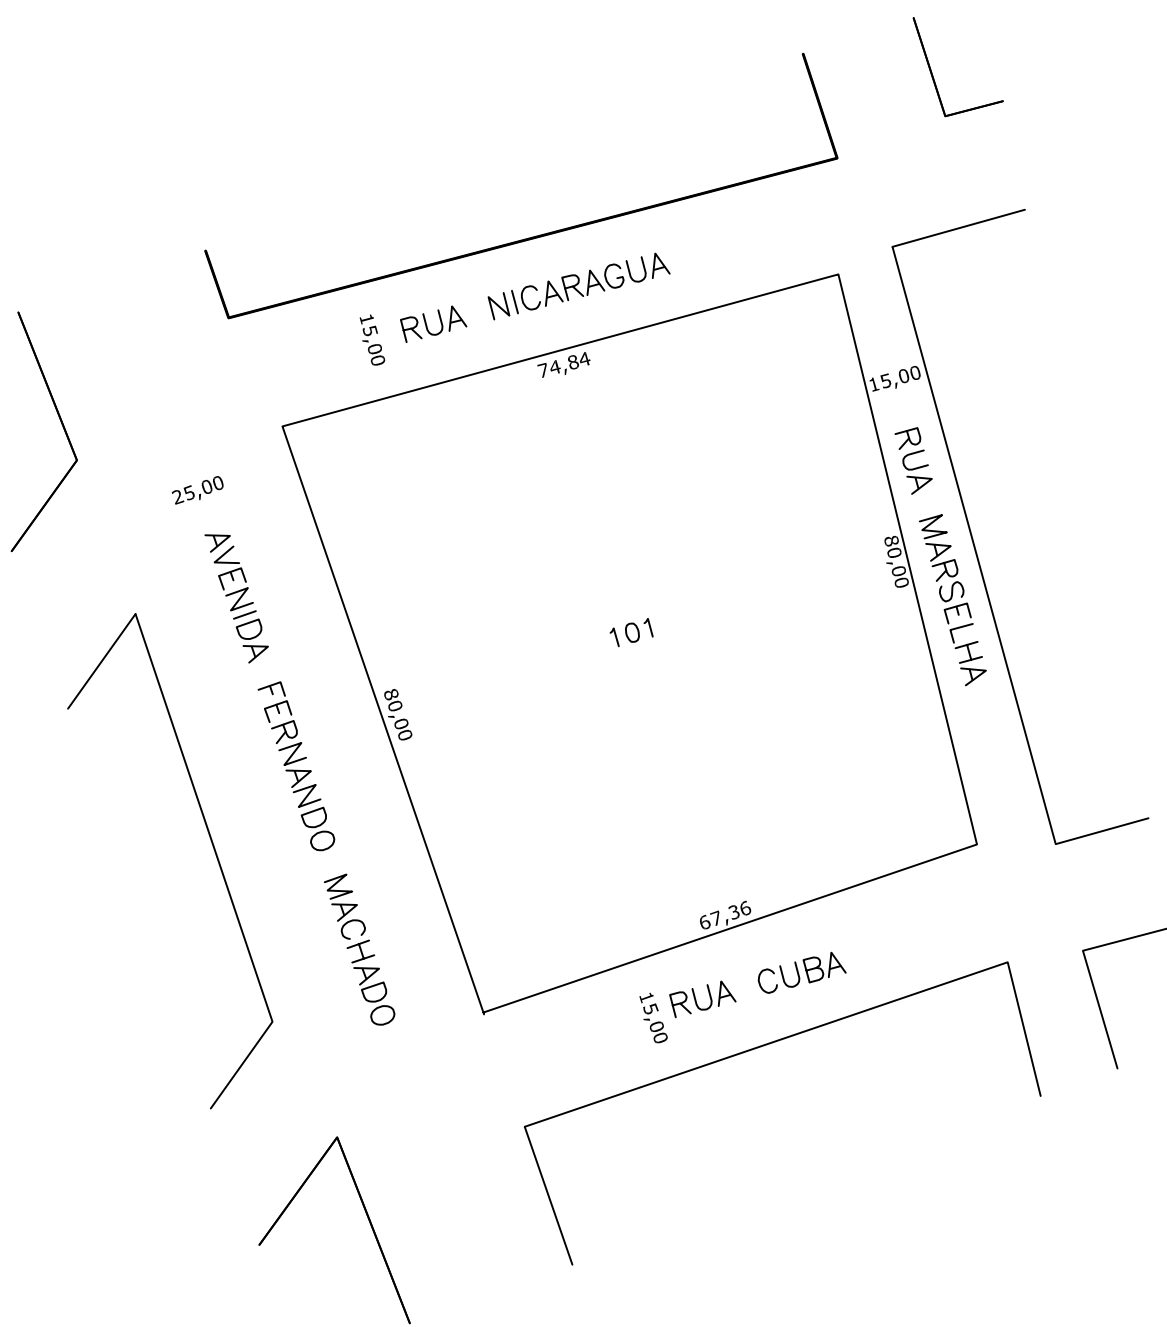 RUA NICARAGUA
15,00
74,84
15,00
RUA MARSELHA
25,00
AVENIDA FERNANDO MACHADO
80,00
101
80,00
67,36
RUA CUBA
15,00